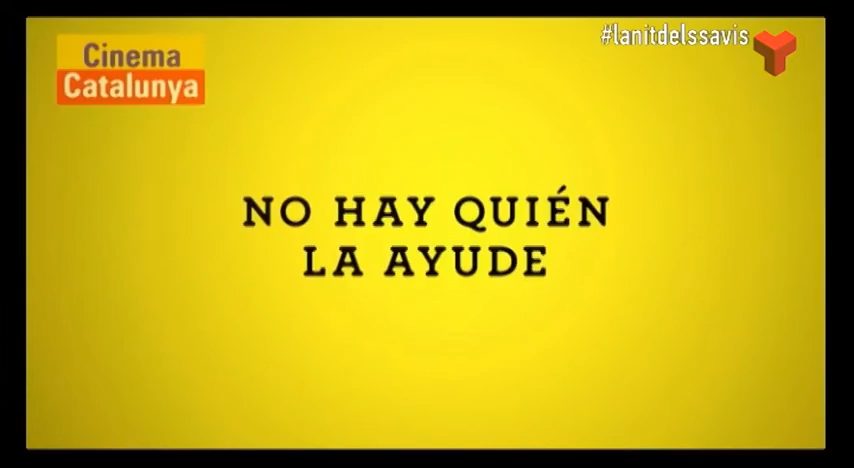 #lanitdelssavis
Cinema
Catalunya
NO HAY QUIÉN
LA AYUDE